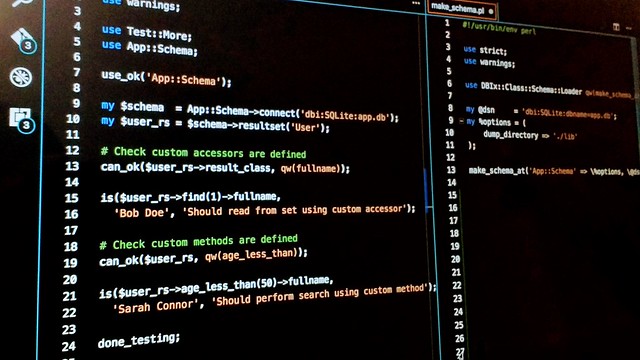 3
use warnings;
4
use Test::More;
5
use App::Schema;
6
7
use_ok('App::Schema');
8
9
my $schema  = App::Schema->connect('dbi:SQLite:app.db');
10
my $user_rs = $schema->resultset('User');
11
12
# Check custom accessors are defined
13
can_ok($user_rs->result_class, qw(fullname));
14
15
is($user_rs->find(1)->fullname,
16
'Bob Doe', 'Should read from set using custom accessor');
17
18
# Check custom methods are defined
19
can_ok($user_rs, qw(age_less_than));
20
21
is($user_rs->age_less_than(50)->fullname,
22
'Sarah Connor', 'Should perform search using custom method');
23
24
done_testing;
3
3
make_schema.pl
1
#!/usr/bin/env perl
2
3
use strict;
4
use warnings;
5
6
use DBIx::Class::Schema::Loader
7
8
my @dsn     = 'dbi:SQLite:dbname=app.db';
9
my %options = (
10
dump_directory => './lib'
11
);
12
13
make_schema_at('App::Schema' => \%options, \@ds
14
15
16
17
18
19
20
21
22
23
24
25
26
27